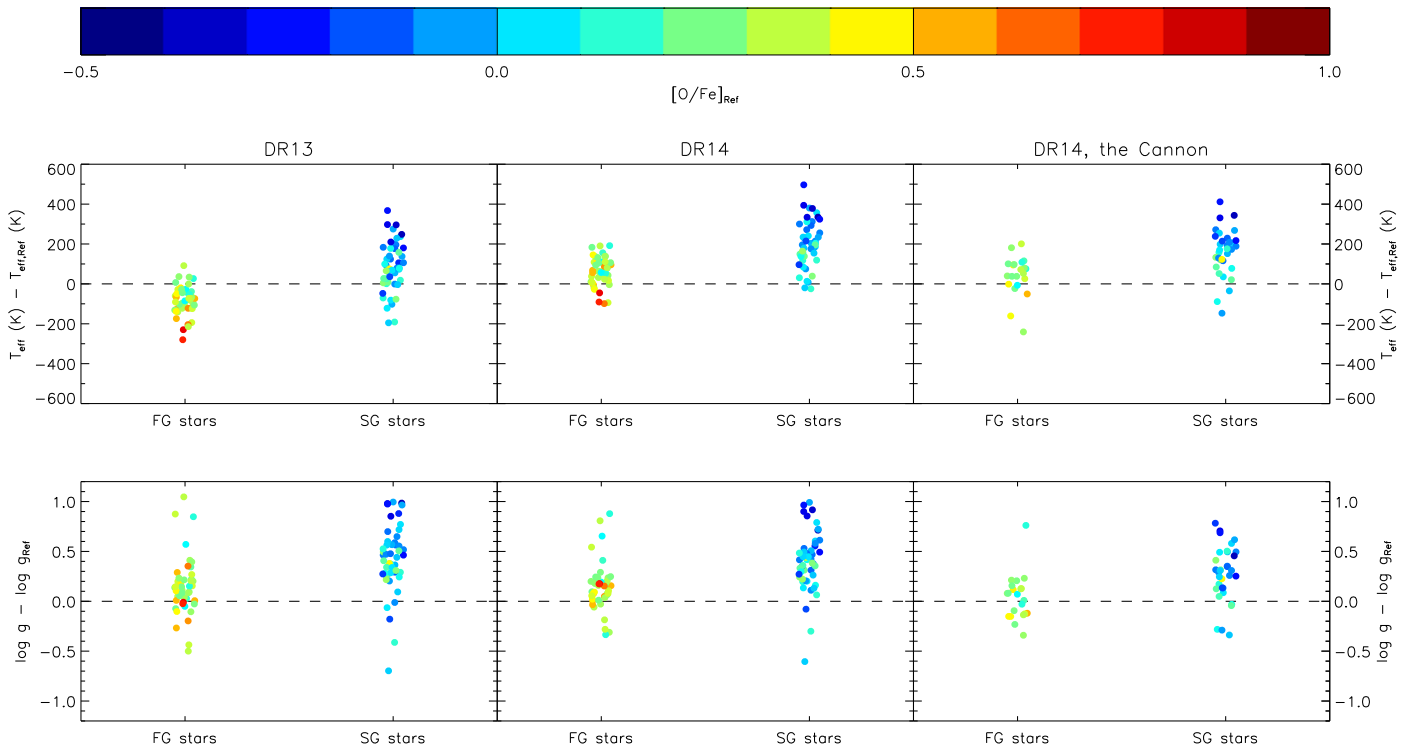 −0.5 0.0 0.5 1.0
[O/Fe]Ref
DR13 DR14 DR14, the Cannon
Teff (K) − Teff,Ref (K)
600
400
200
0
−200
−400
−600
600
400
200
0
−200
−400
−600
Teff (K) − Teff,Ref (K)
FG stars SG stars FG stars SG stars FG stars SG stars
log g − log gRef
1.0
0.5
0.0
−0.5
−1.0
1.0
0.5
0.0
−0.5
−1.0
log g − log gRef
FG stars SG stars FG stars SG stars FG stars SG stars